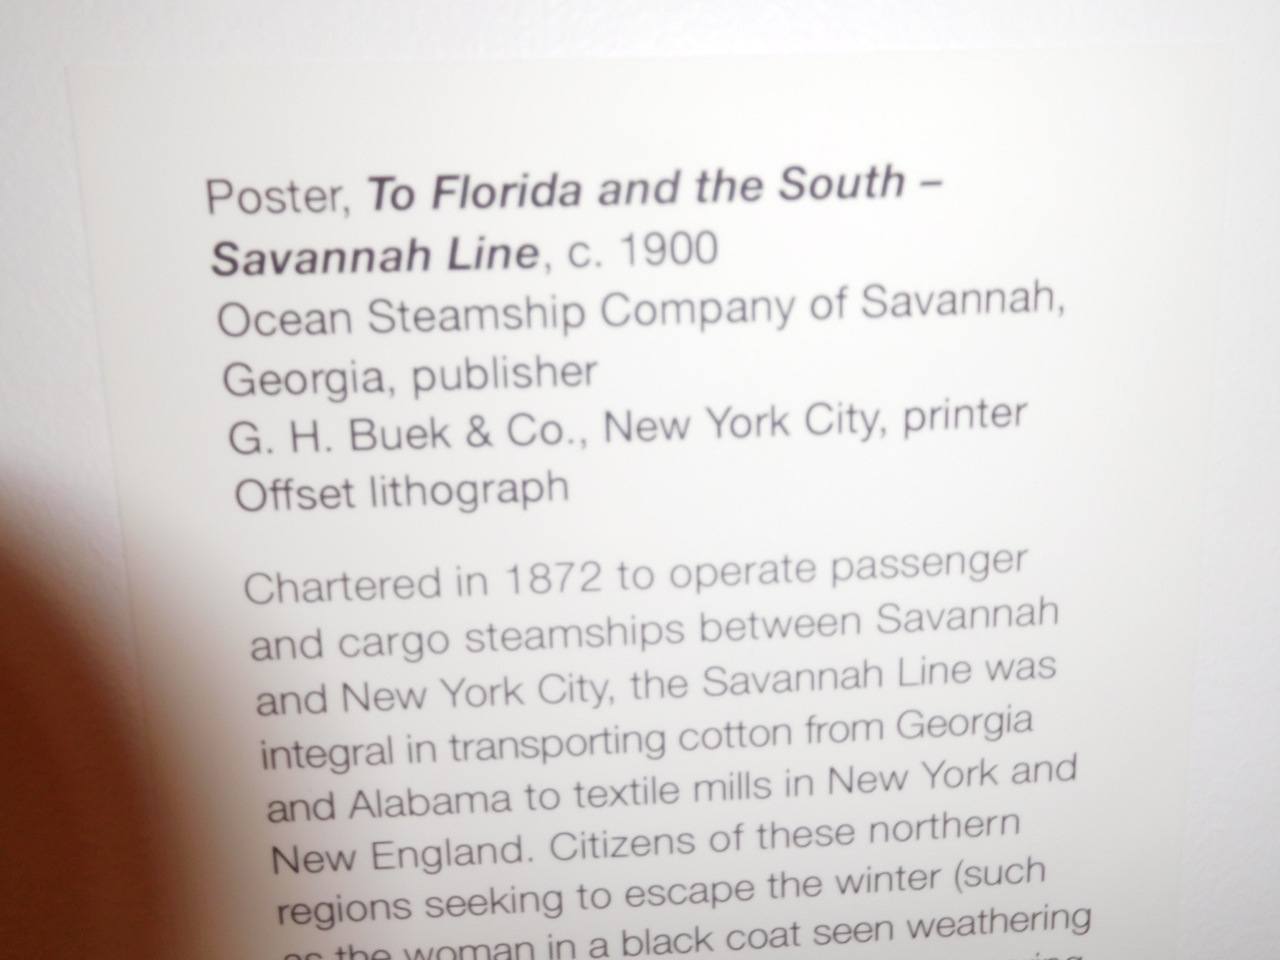 Poster, To Florida and the South –
Savannah Line, c. 1900
Ocean Steamship Company of Savannah,
Georgia, publisher
G. H. Buek & Co., New York City, printer
Offset lithograph
Chartered in 1872 to operate passenger
and cargo steamships between Savannah
and New York City, the Savannah Line was
integral in transporting cotton from Georgia
and Alabama to textile mills in New York and
New England. Citizens of these northern
regions seeking to escape the winter (such
as the woman in a black coat seen weathering